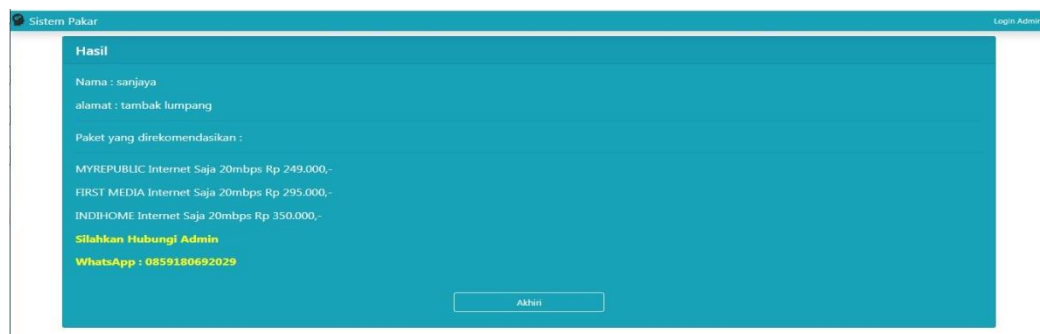 Sistem Pakar
Login Admin
Hasil
Nama : sanjaya
alamat : tambak lumpang
Paket yang direkomendasikan :
MYREPUBLIC Internet Saja 20mbps Rp 249.000,-
FIRST MEDIA Internet Saja 20mbps Rp 295.000,-
INDIHOME Internet Saja 20mbps Rp 350.000,-
Silahkan Hubungi Admin
WhatsApp : 0859180692029
Akhiri